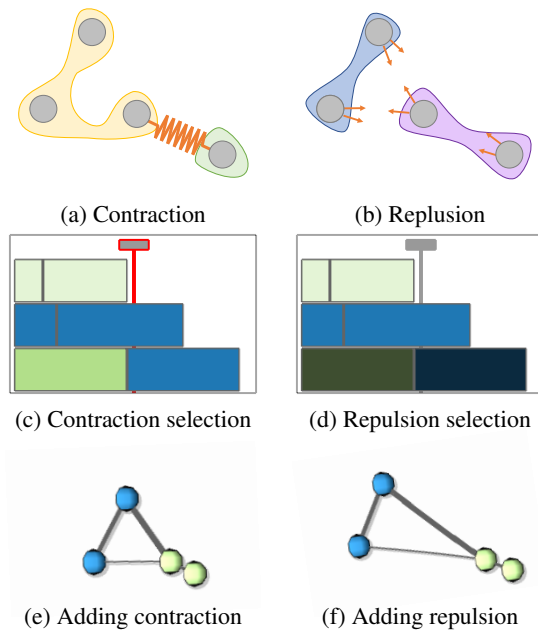 (a) Contraction
(b) Replusion
(c) Contraction selection
(d) Repulsion selection
(e) Adding contraction
(f) Adding repulsion